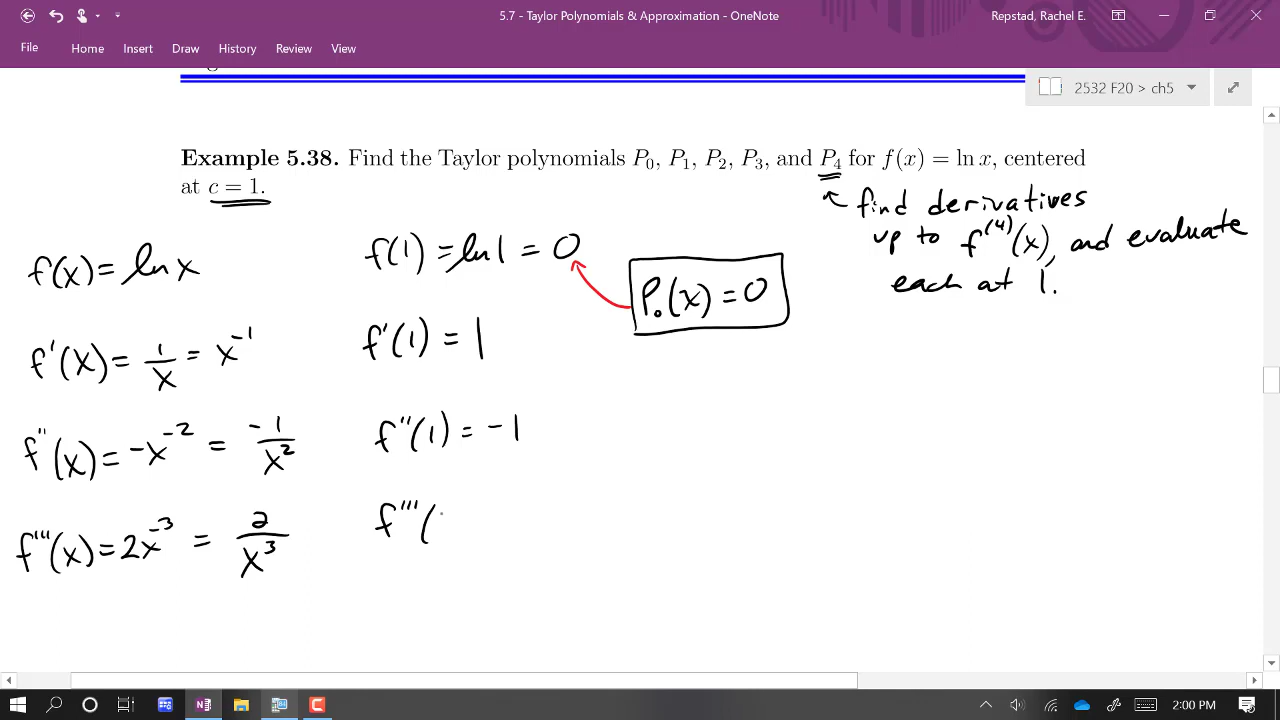 5.7 - Taylor Polynomials & Approximation - OneNote
Repstad, Rachel E.
File Home Insert Draw History Review View
2532 F20 > ch5
Example 5.38. Find the Taylor polynomials P₀, P₁, P₂, P₃, and P₄ for f(x) = ln x, centered
at c = 1.
find derivatives
up to f⁽⁴⁾(x), and evaluate
each at 1.
f(x) = ln x
f(1) = ln 1 = 0
P₀(x) = 0
f'(x) = 1/x = x⁻¹
f'(1) = 1
f''(x) = -x⁻² = -1/x²
f''(1) = -1
f'''(x) = 2x⁻³ = 2/x³
f'''(
2:00 PM